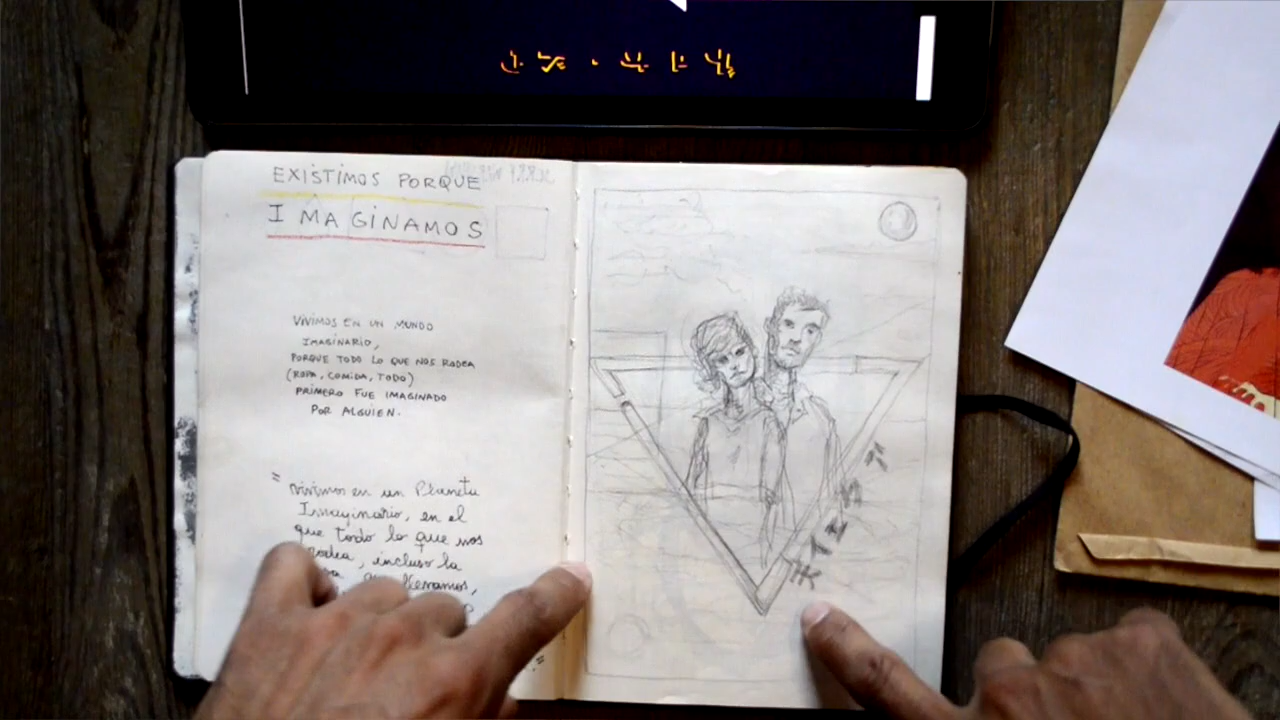 EXISTIMOS PORQUE
IMAGINAMOS
VIVIMOS EN UN MUNDO
IMAGINARIO,
PORQUE TODO LO QUE NOS RODEA
(ROPA, COMIDA, TODO)
PRIMERO FUE IMAGINADO
POR ALGUIEN.
"Vivimos en un Planeta
Imaginario, en el
que todo lo que nos
rodea, incluso la
llevamos,